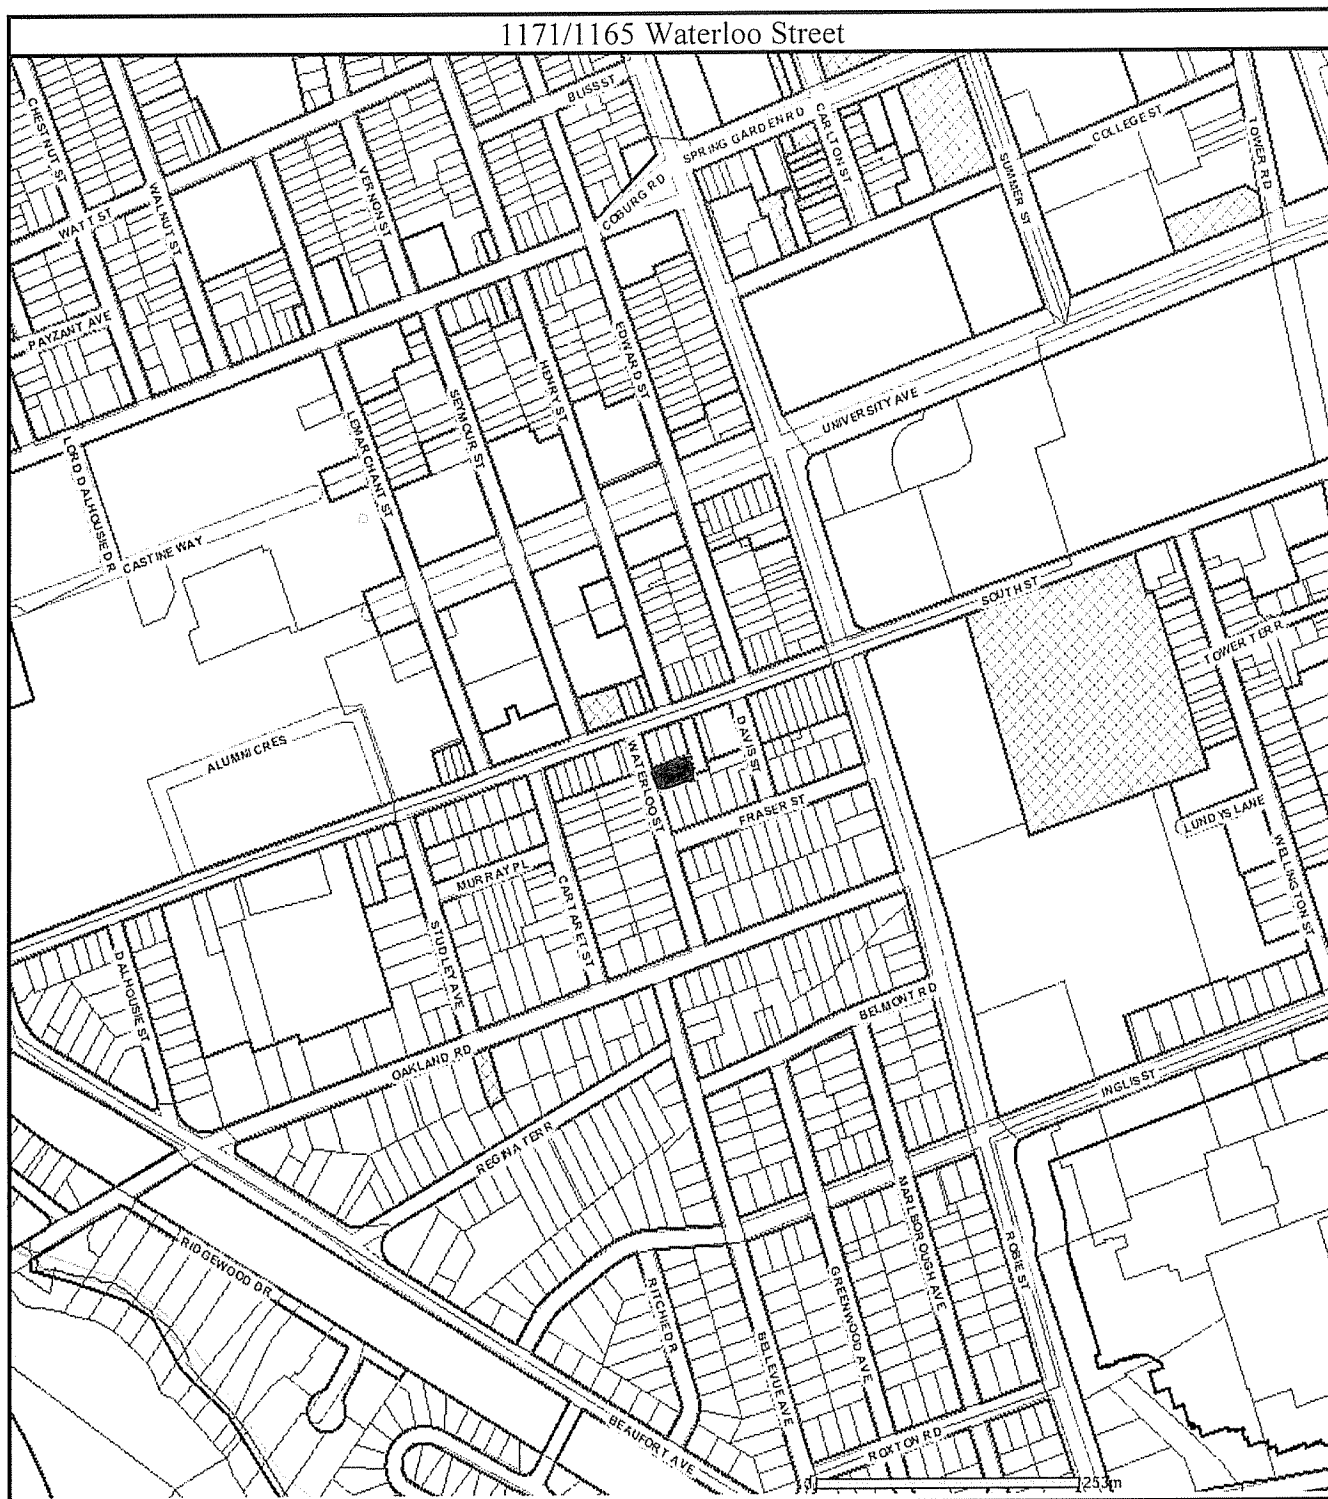 1171/1165 Waterloo Street
CHESTNUT ST
WALNUT ST
WATT ST
VERNON ST
BLISS ST
SPRING GARDEN RD
CARLTON ST
COBURG RD
SUMMER ST
COLLEGE ST
TOWER RD
PAYZANT AVE
LORD DALHOUSIE DR
CASTINE WAY
LEMARCHANT ST
SEYMOUR ST
HENRY ST
EDWARD ST
UNIVERSITY AVE
SOUTH ST
TOWER TERR
ALUMNI CRES
WATERLOO ST
DAVIS ST
FRASER ST
LUNDYS LANE
WELLINGTON ST
MURRAY PL
CARTARET ST
STUDLEY AVE
DALHOUSIE ST
OAKLAND RD
BELMONT RD
INGLIS ST
REGINA TERR
RIDGEWOOD DR
RITCHIE DR
BELLEVUE AVE
GREENWOOD AVE
MARLBOROUGH AVE
ROBIE ST
BEAUFORT AVE
ROXTON RD
0 253m